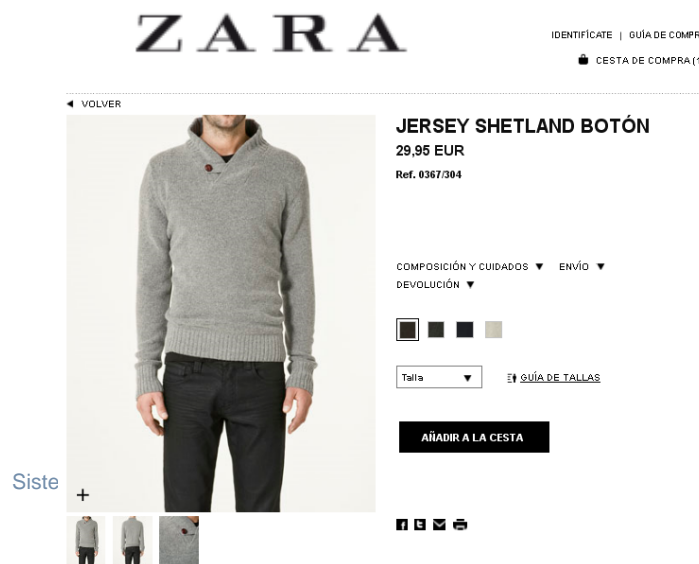 ZARA
IDENTIFÍCATE | GUÍA DE COMPR
CESTA DE COMPRA (1
VOLVER
JERSEY SHETLAND BOTÓN
29,95 EUR
Ref. 0367/304
COMPOSICIÓN Y CUIDADOS ▼ ENVÍO ▼
DEVOLUCIÓN ▼
Talla ▼ GUÍA DE TALLAS
AÑADIR A LA CESTA
Siste